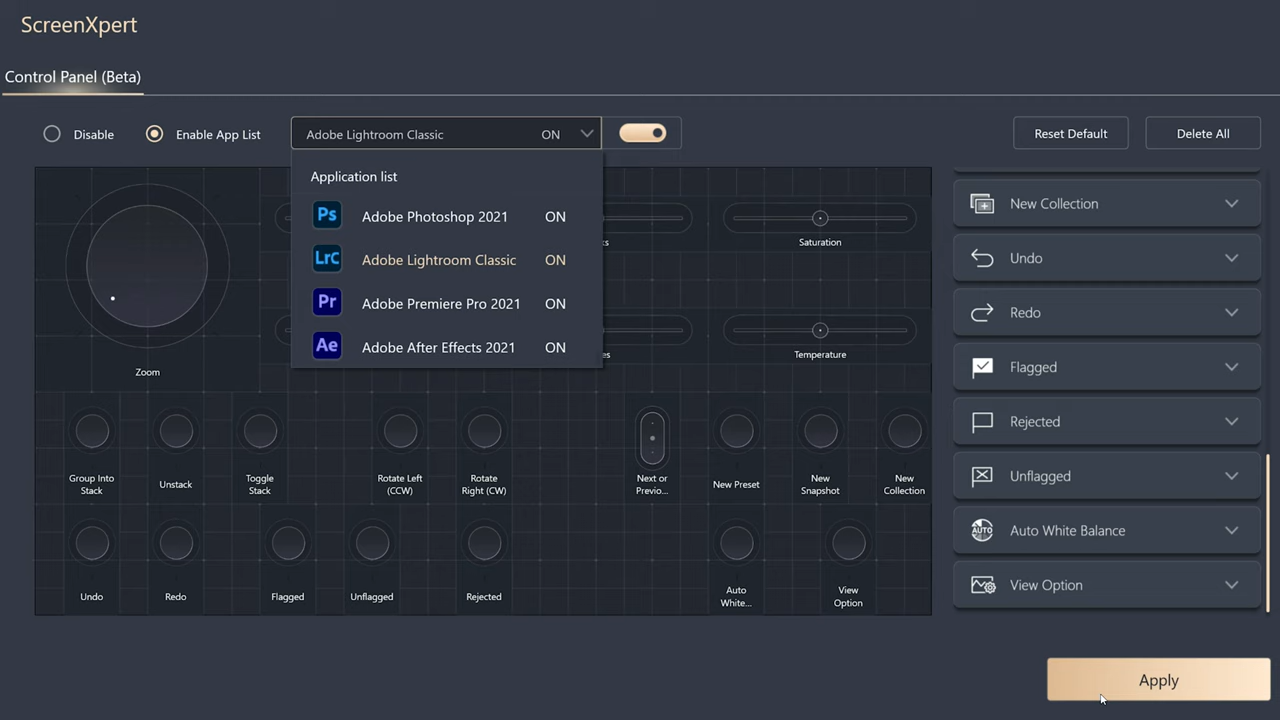 ScreenXpert
Control Panel (Beta)
Disable
Enable App List
Adobe Lightroom Classic ON
Reset Default
Delete All
Application list
Ps Adobe Photoshop 2021 ON
LrC Adobe Lightroom Classic ON
Pr Adobe Premiere Pro 2021 ON
Ae Adobe After Effects 2021 ON
Zoom
ks
Saturation
es
Temperature
Group Into
Stack
Unstack
Toggle
Stack
Rotate Left
(CCW)
Rotate
Right (CW)
Next or
Previo...
New Preset
New
Snapshot
New
Collection
Undo
Redo
Flagged
Unflagged
Rejected
Auto
White...
View
Option
New Collection
Undo
Redo
Flagged
Rejected
Unflagged
AUTO Auto White Balance
View Option
Apply